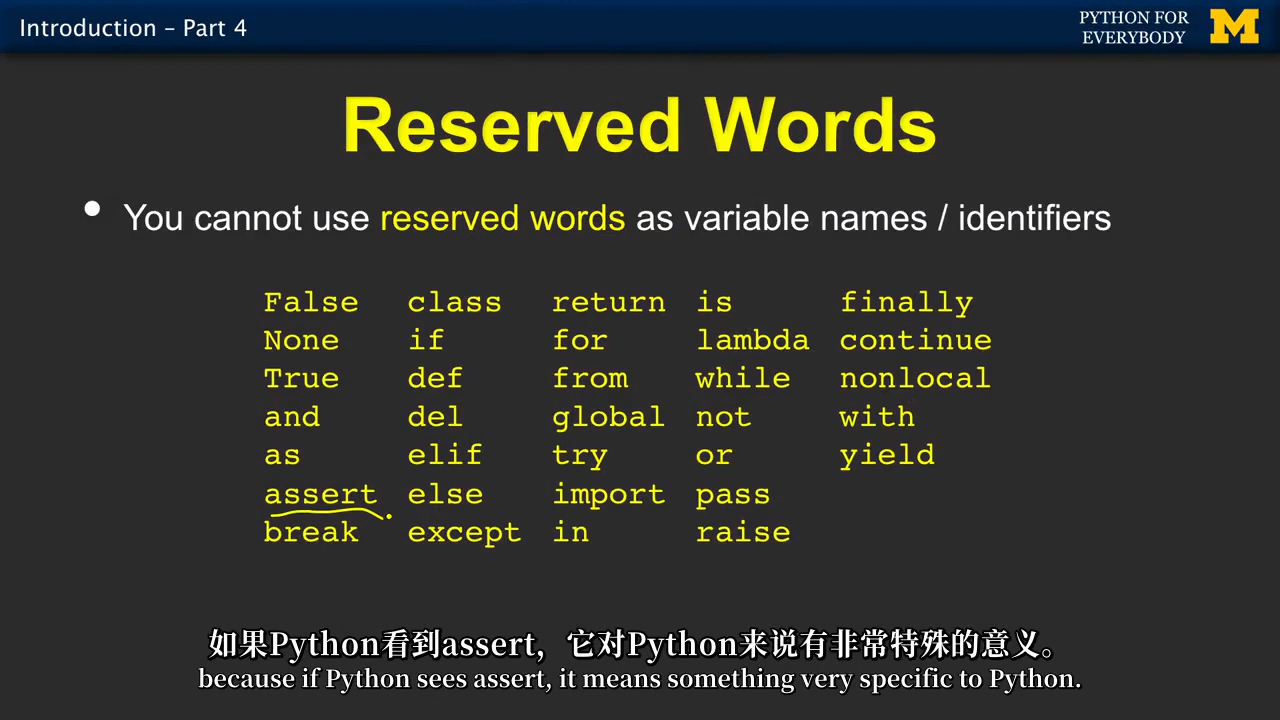 Introduction – Part 4
PYTHON FOR
EVERYBODY
M
Reserved Words
• You cannot use reserved words as variable names / identifiers
False class return is finally
None if for lambda continue
True def from while nonlocal
and del global not with
as elif try or yield
assert else import pass
break except in raise
如果Python看到assert，它对Python来说有非常特殊的意义。
because if Python sees assert, it means something very specific to Python.